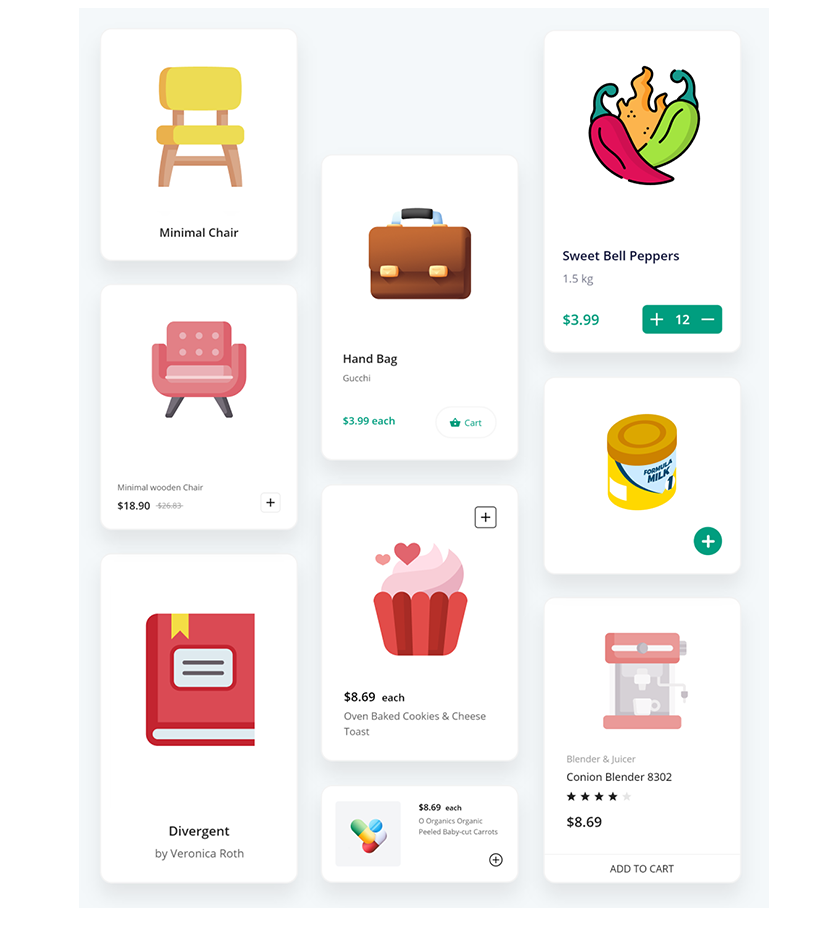 Minimal Chair
Minimal wooden Chair
$18.90 $26.83
Divergent
by Veronica Roth
Hand Bag
Gucchi
$3.99 each
Cart
$8.69 each
Oven Baked Cookies & Cheese
Toast
$8.69 each
O Organics Organic
Peeled Baby-cut Carrots
Sweet Bell Peppers
1.5 kg
$3.99
+ 12 −
FORMULA
MILK
1
Blender & Juicer
Conion Blender 8302
$8.69
ADD TO CART